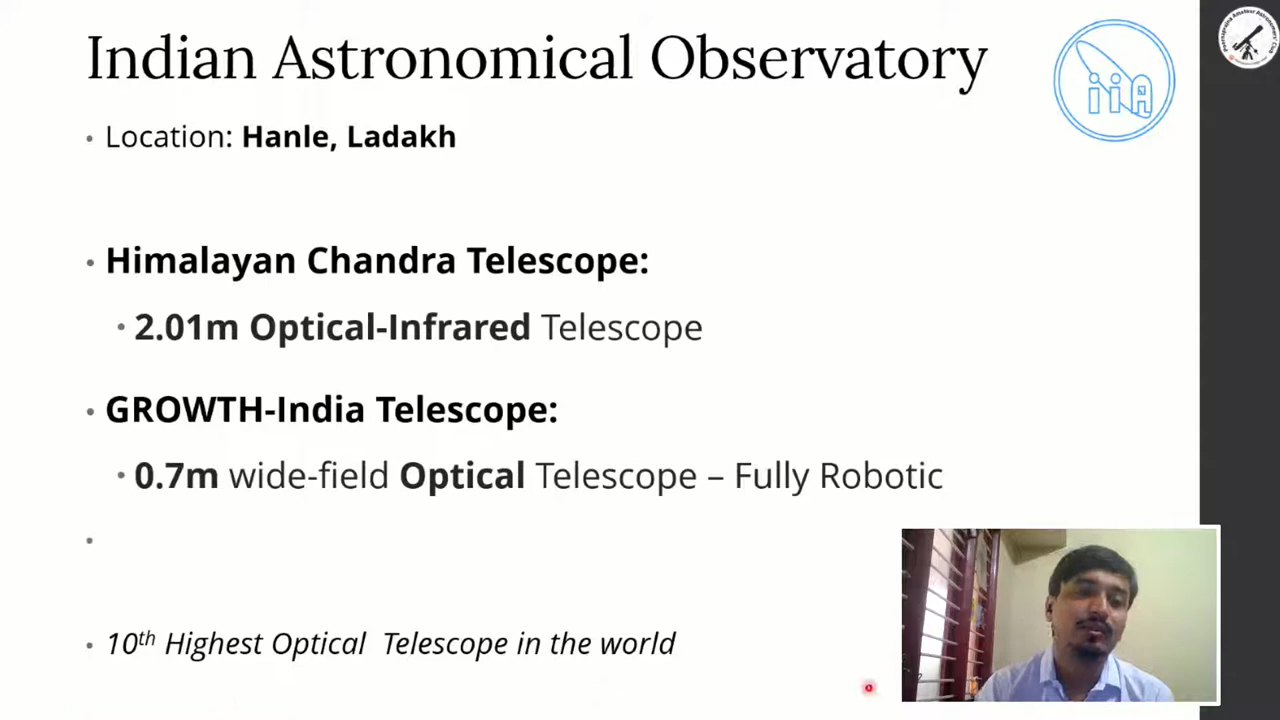 Indian Astronomical Observatory
iiA
• Location: Hanle, Ladakh
• Himalayan Chandra Telescope:
• 2.01m Optical-Infrared Telescope
• GROWTH-India Telescope:
• 0.7m wide-field Optical Telescope – Fully Robotic
•
• 10th Highest Optical Telescope in the world